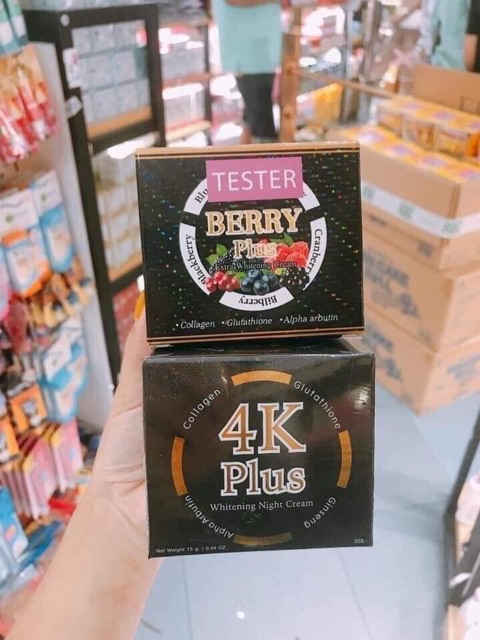 TESTER
BERRY
Plus
Extra Whitening Cream
Blackberry
Cranberry
Bilberry
•Collagen •Glutathione •Alpha arbutin
Collagen
Glutathione
4K
Plus
Whitening Night Cream
Alpha Arbutin
Ginseng
Net Weight 15 g. / 0.44 OZ.
359.-